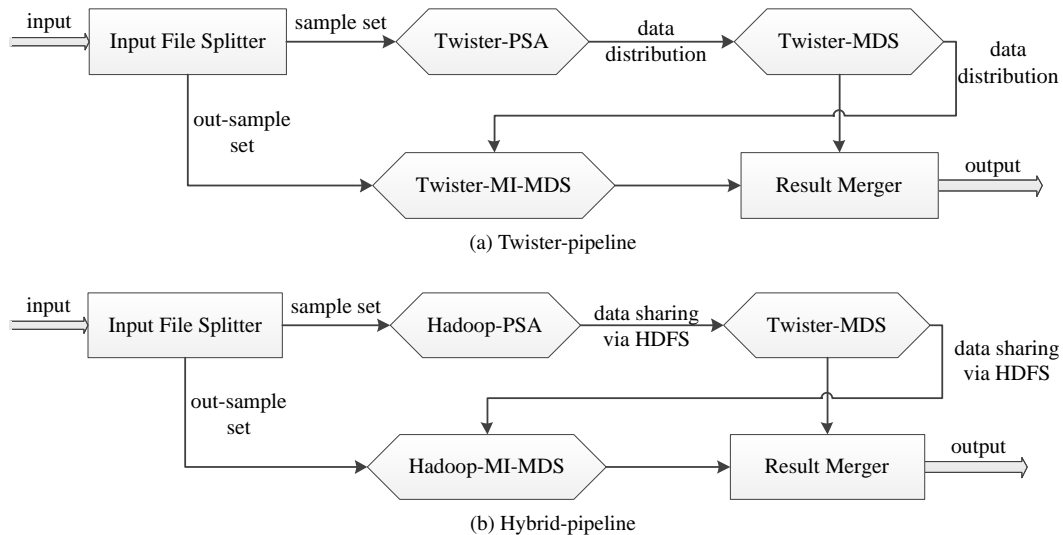 input
Input File Splitter
sample set
Twister-PSA
data
distribution
Twister-MDS
data
distribution
out-sample
set
Twister-MI-MDS
Result Merger
output
(a) Twister-pipeline
input
Input File Splitter
sample set
Hadoop-PSA
data sharing
via HDFS
Twister-MDS
data sharing
via HDFS
out-sample
set
Hadoop-MI-MDS
Result Merger
output
(b) Hybrid-pipeline